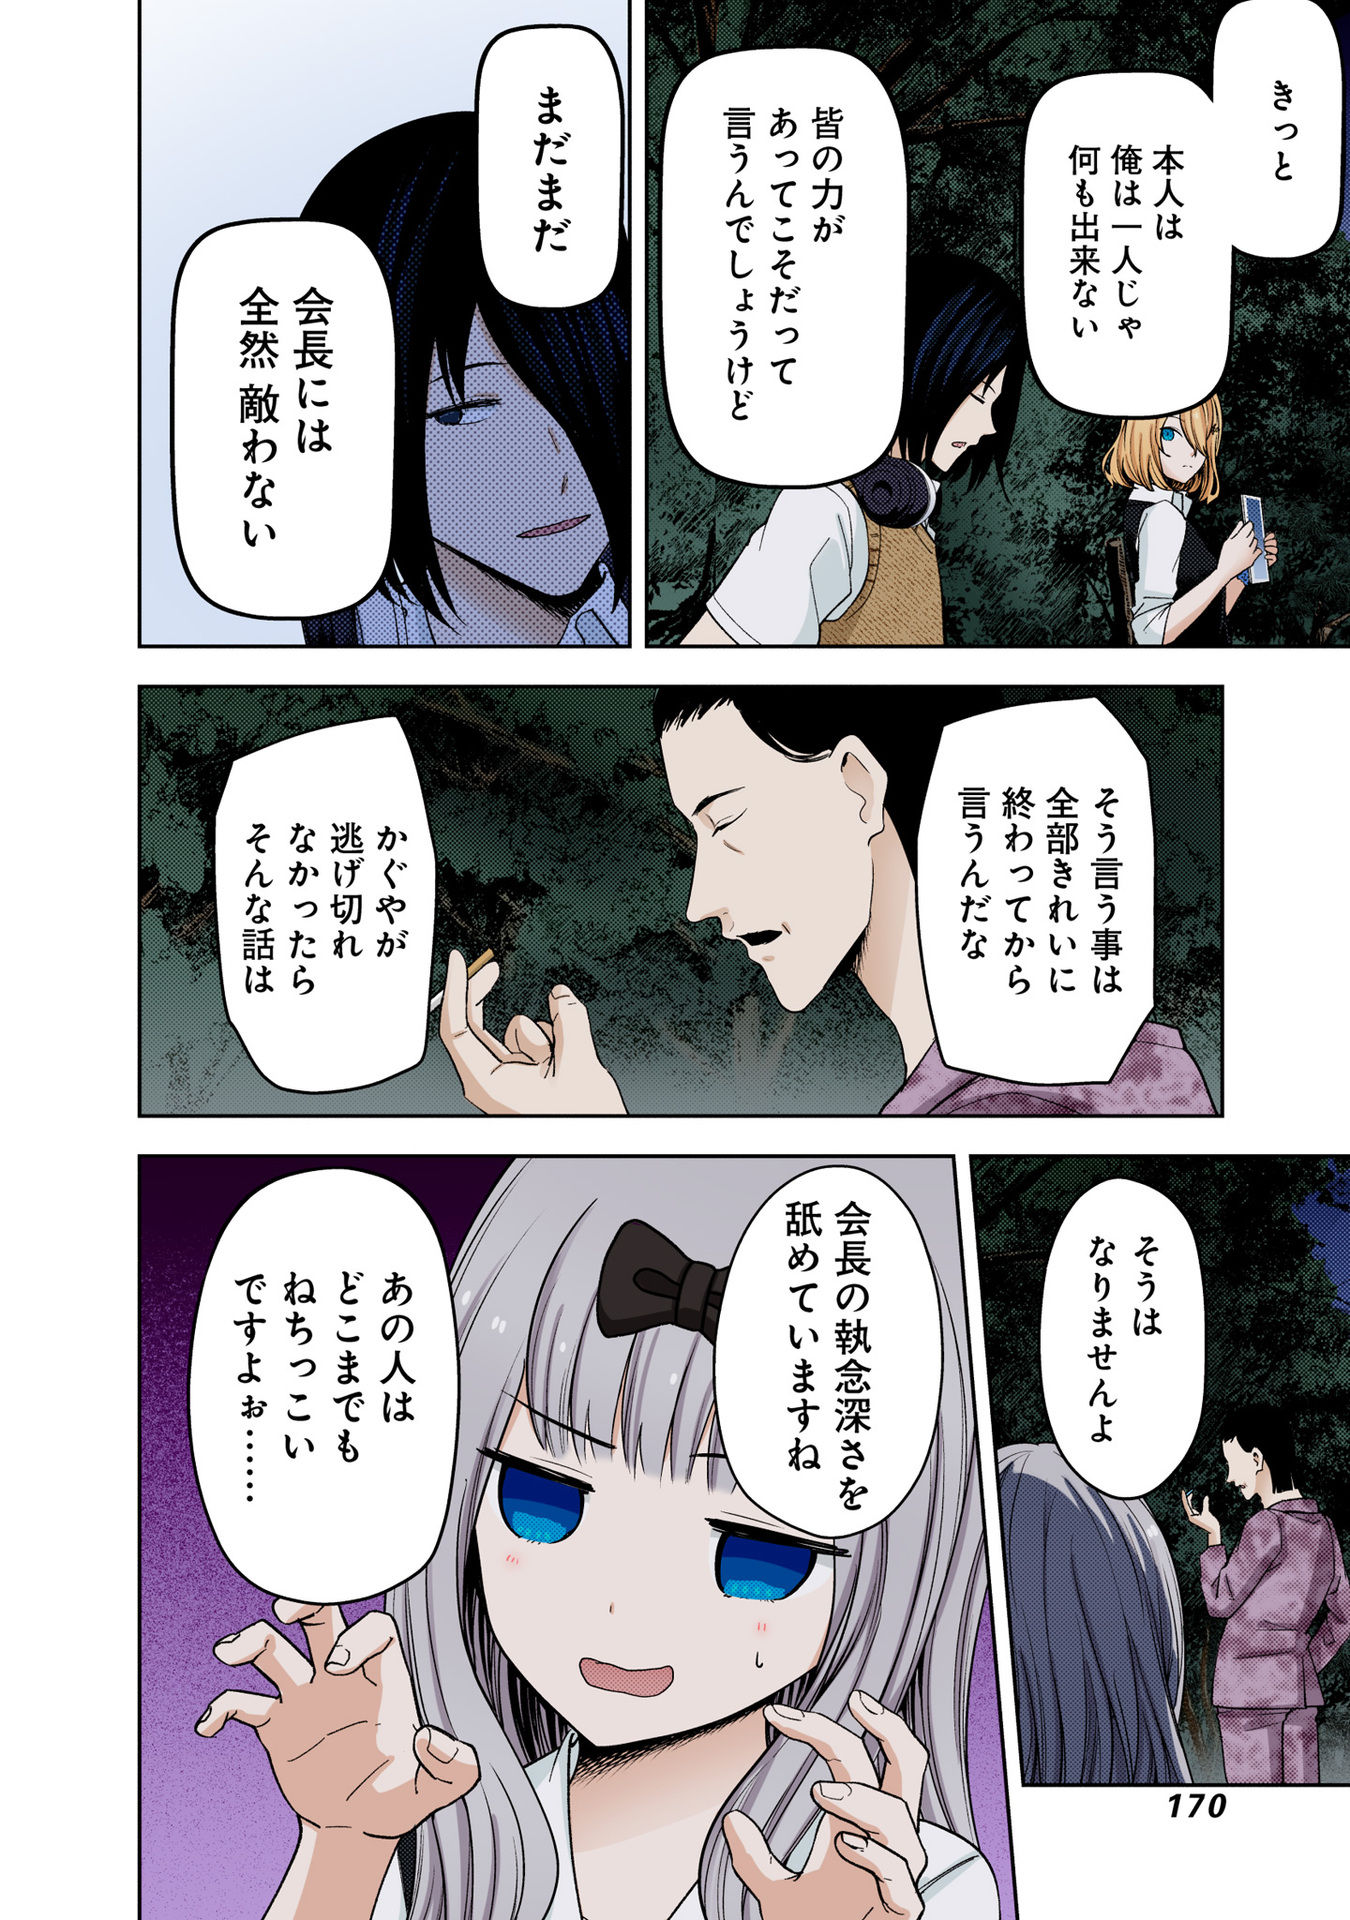 きっと
本人は
俺は一人じゃ
何も出来ない
皆の力が
あってこそだって
言うんでしょうけど
まだまだ
会長には
全然 敵わない
そう言う事は
全部きれいに
終わってから
言うんだな
かぐやが
逃げ切れ
なかったら
そんな話は
そうは
なりませんよ
会長の執念深さを
舐めていますね
あの人は
どこまでも
ねちっこい
ですよぉ……
170